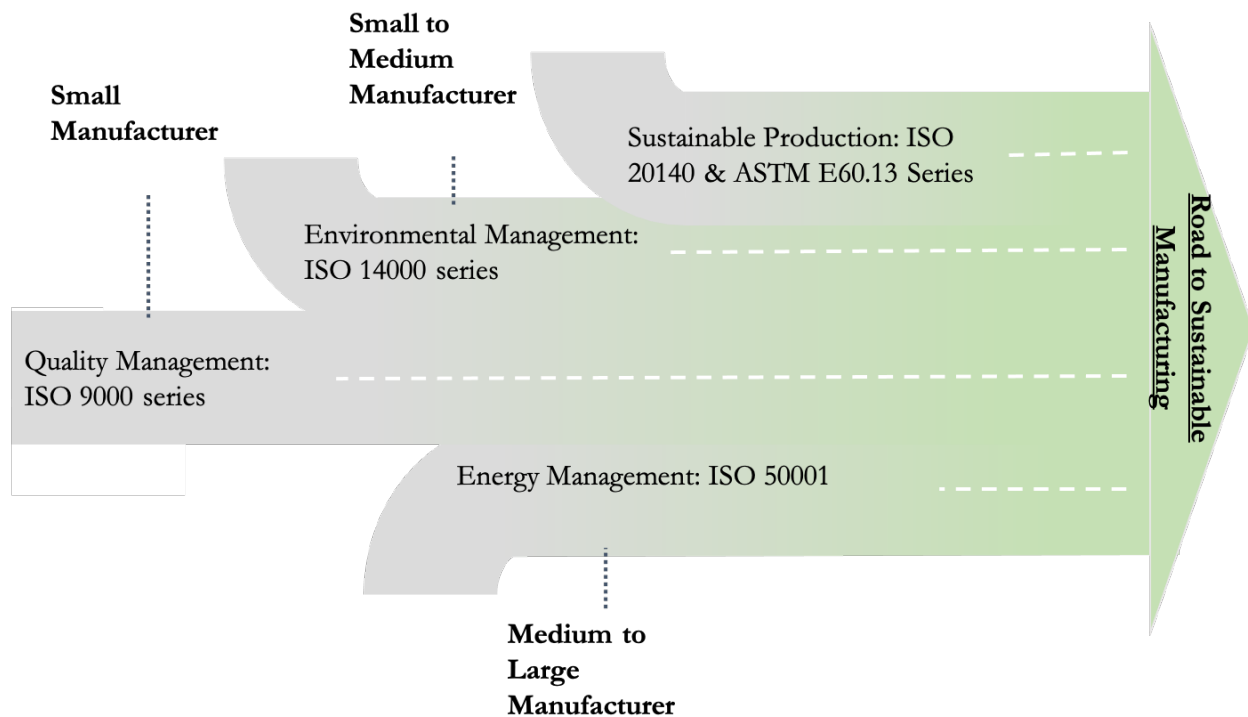 Small to
Medium
Manufacturer
Small
Manufacturer
Sustainable Production: ISO
20140 & ASTM E60.13 Series
Environmental Management:
ISO 14000 series
Quality Management:
ISO 9000 series
Energy Management: ISO 50001
Medium to
Large
Manufacturer
Road to Sustainable
Manufacturing